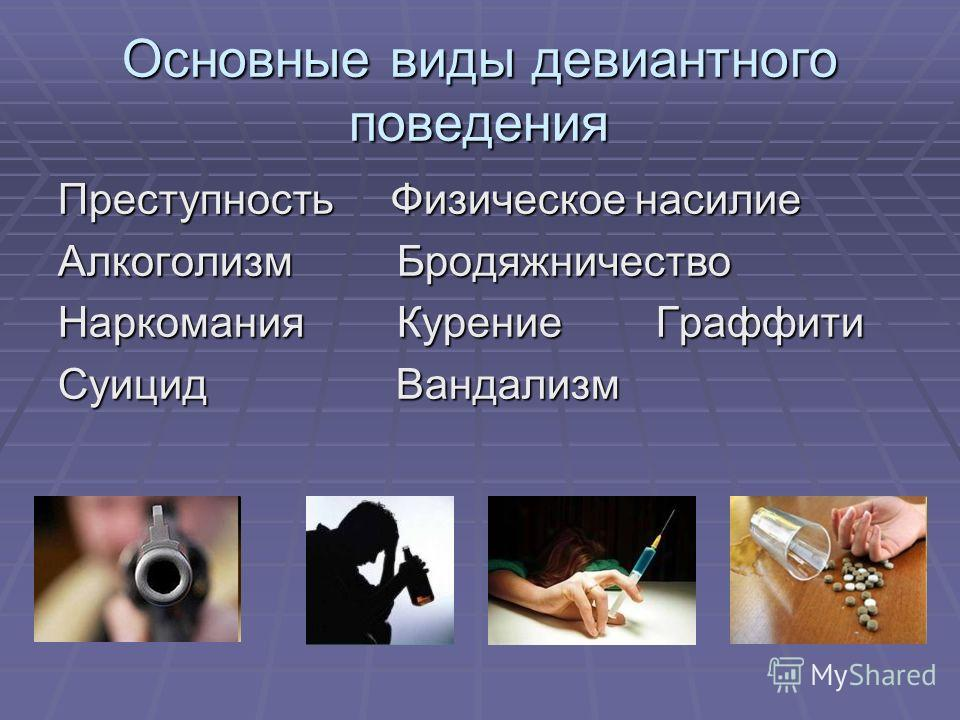 Основные виды девиантного
поведения
Преступность Физическое насилие
Алкоголизм Бродяжничество
Наркомания Курение Граффити
Суицид Вандализм
MyShared